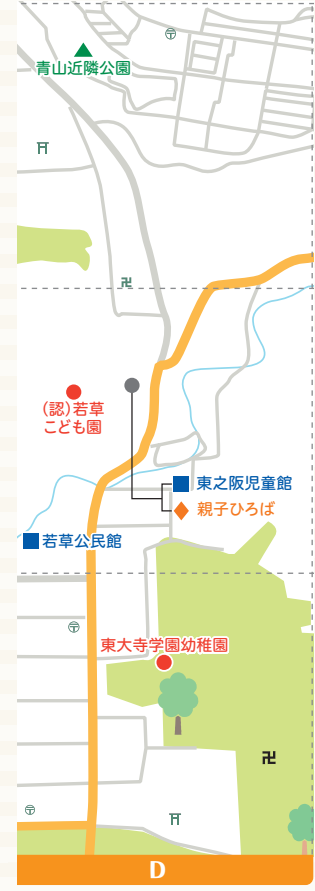 青山近隣公園
(認)若草
こども園
東之阪児童館
親子ひろば
若草公民館
東大寺学園幼稚園
D